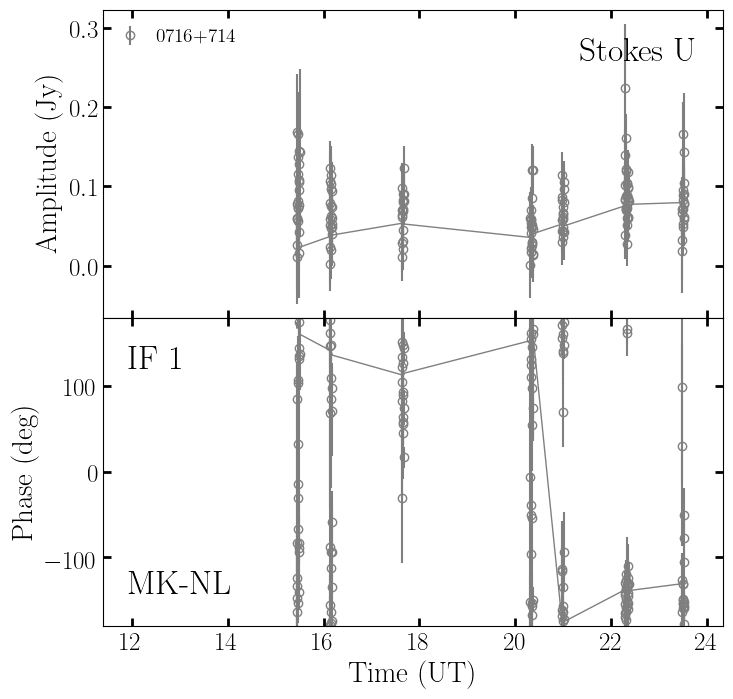 0716+714
Stokes U
0.3
0.2
0.1
0.0
Amplitude (Jy)
IF 1
100
0
−100
Phase (deg)
MK-NL
12 14 16 18 20 22 24
Time (UT)